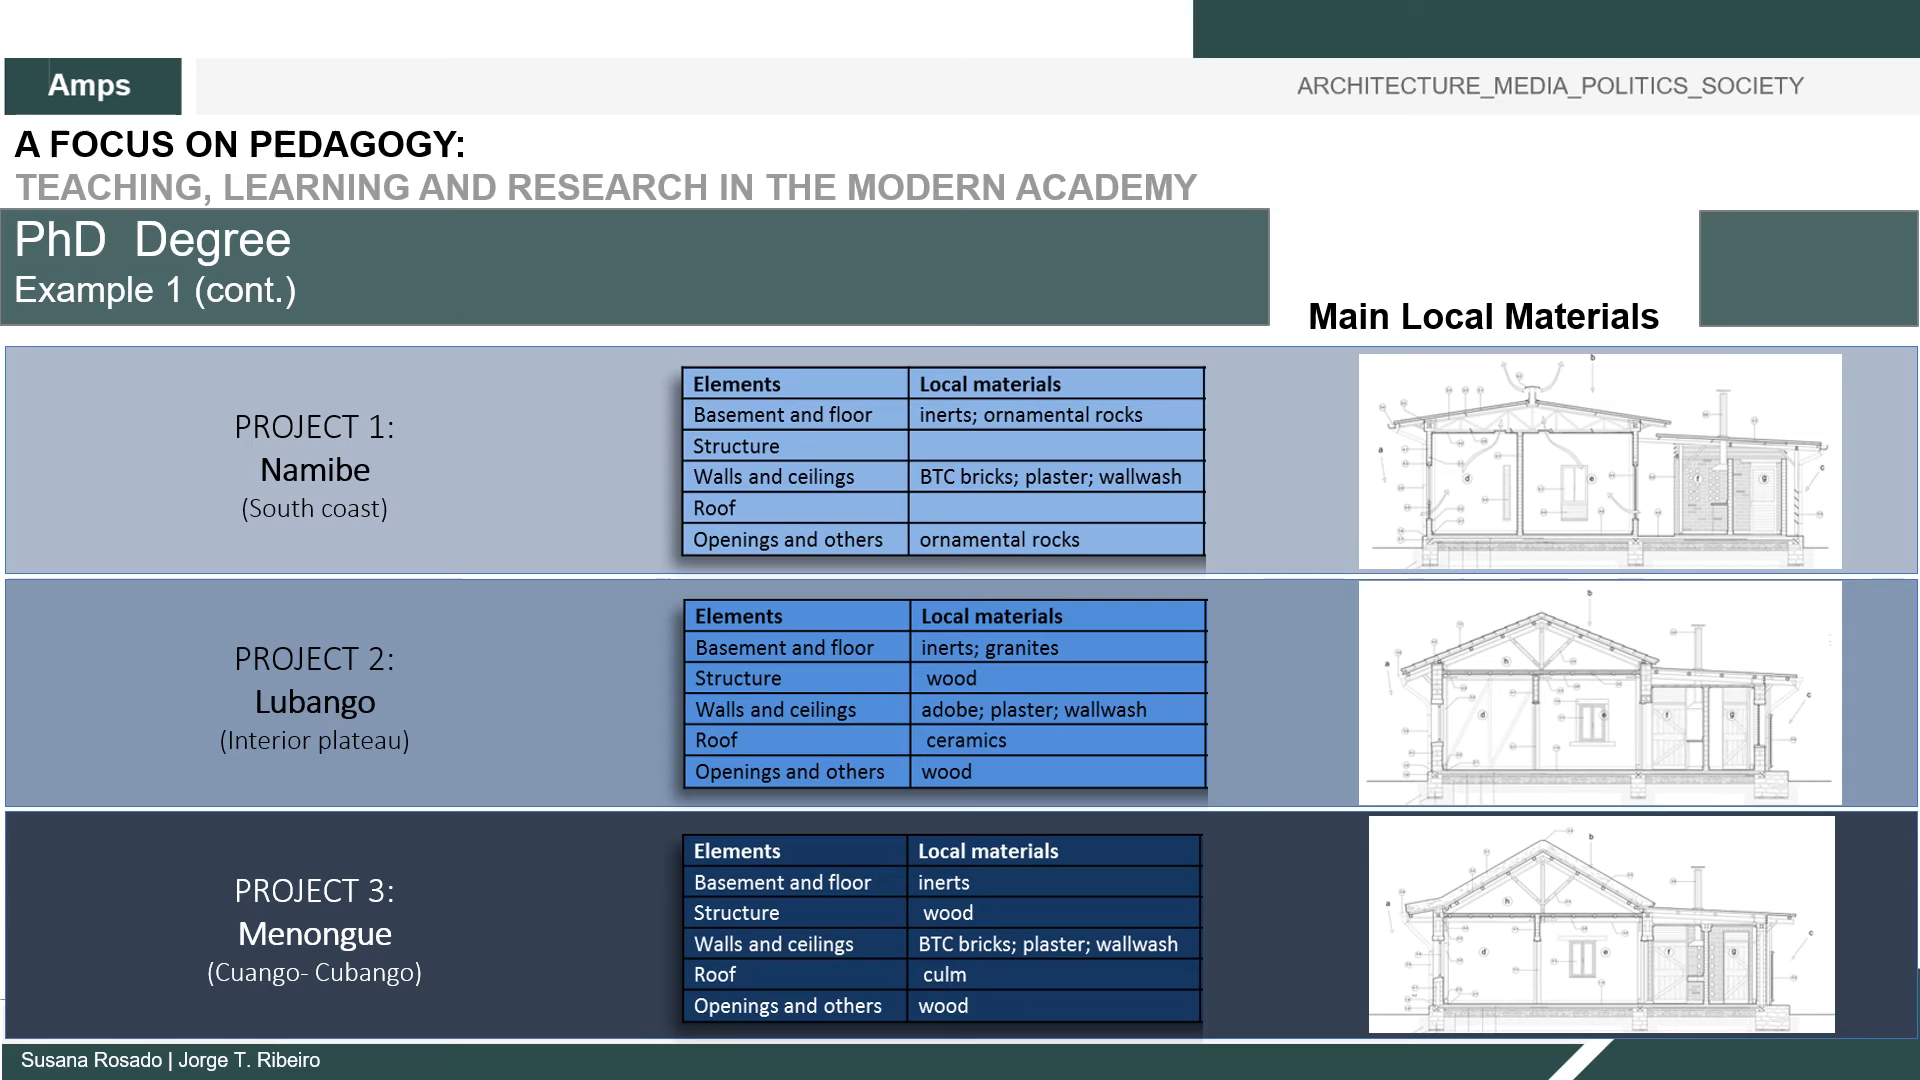 Amps
ARCHITECTURE_MEDIA_POLITICS_SOCIETY
A FOCUS ON PEDAGOGY:
TEACHING, LEARNING AND RESEARCH IN THE MODERN ACADEMY
PhD Degree
Example 1 (cont.)
Main Local Materials
PROJECT 1:
Namibe
(South coast)
Elements Local materials
Basement and floor inerts; ornamental rocks
Structure
Walls and ceilings BTC bricks; plaster; wallwash
Roof
Openings and others ornamental rocks
PROJECT 2:
Lubango
(Interior plateau)
Elements Local materials
Basement and floor inerts; granites
Structure wood
Walls and ceilings adobe; plaster; wallwash
Roof ceramics
Openings and others wood
PROJECT 3:
Menongue
(Cuango- Cubango)
Elements Local materials
Basement and floor inerts
Structure wood
Walls and ceilings BTC bricks; plaster; wallwash
Roof culm
Openings and others wood
Susana Rosado | Jorge T. Ribeiro